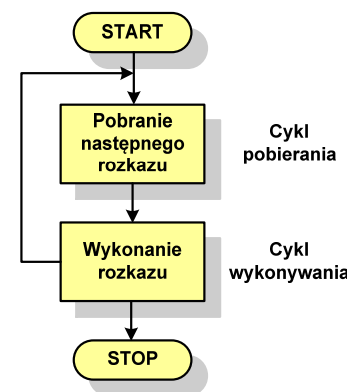 START
Pobranie
następnego
rozkazu
Cykl
pobierania
Wykonanie
rozkazu
Cykl
wykonywania
STOP